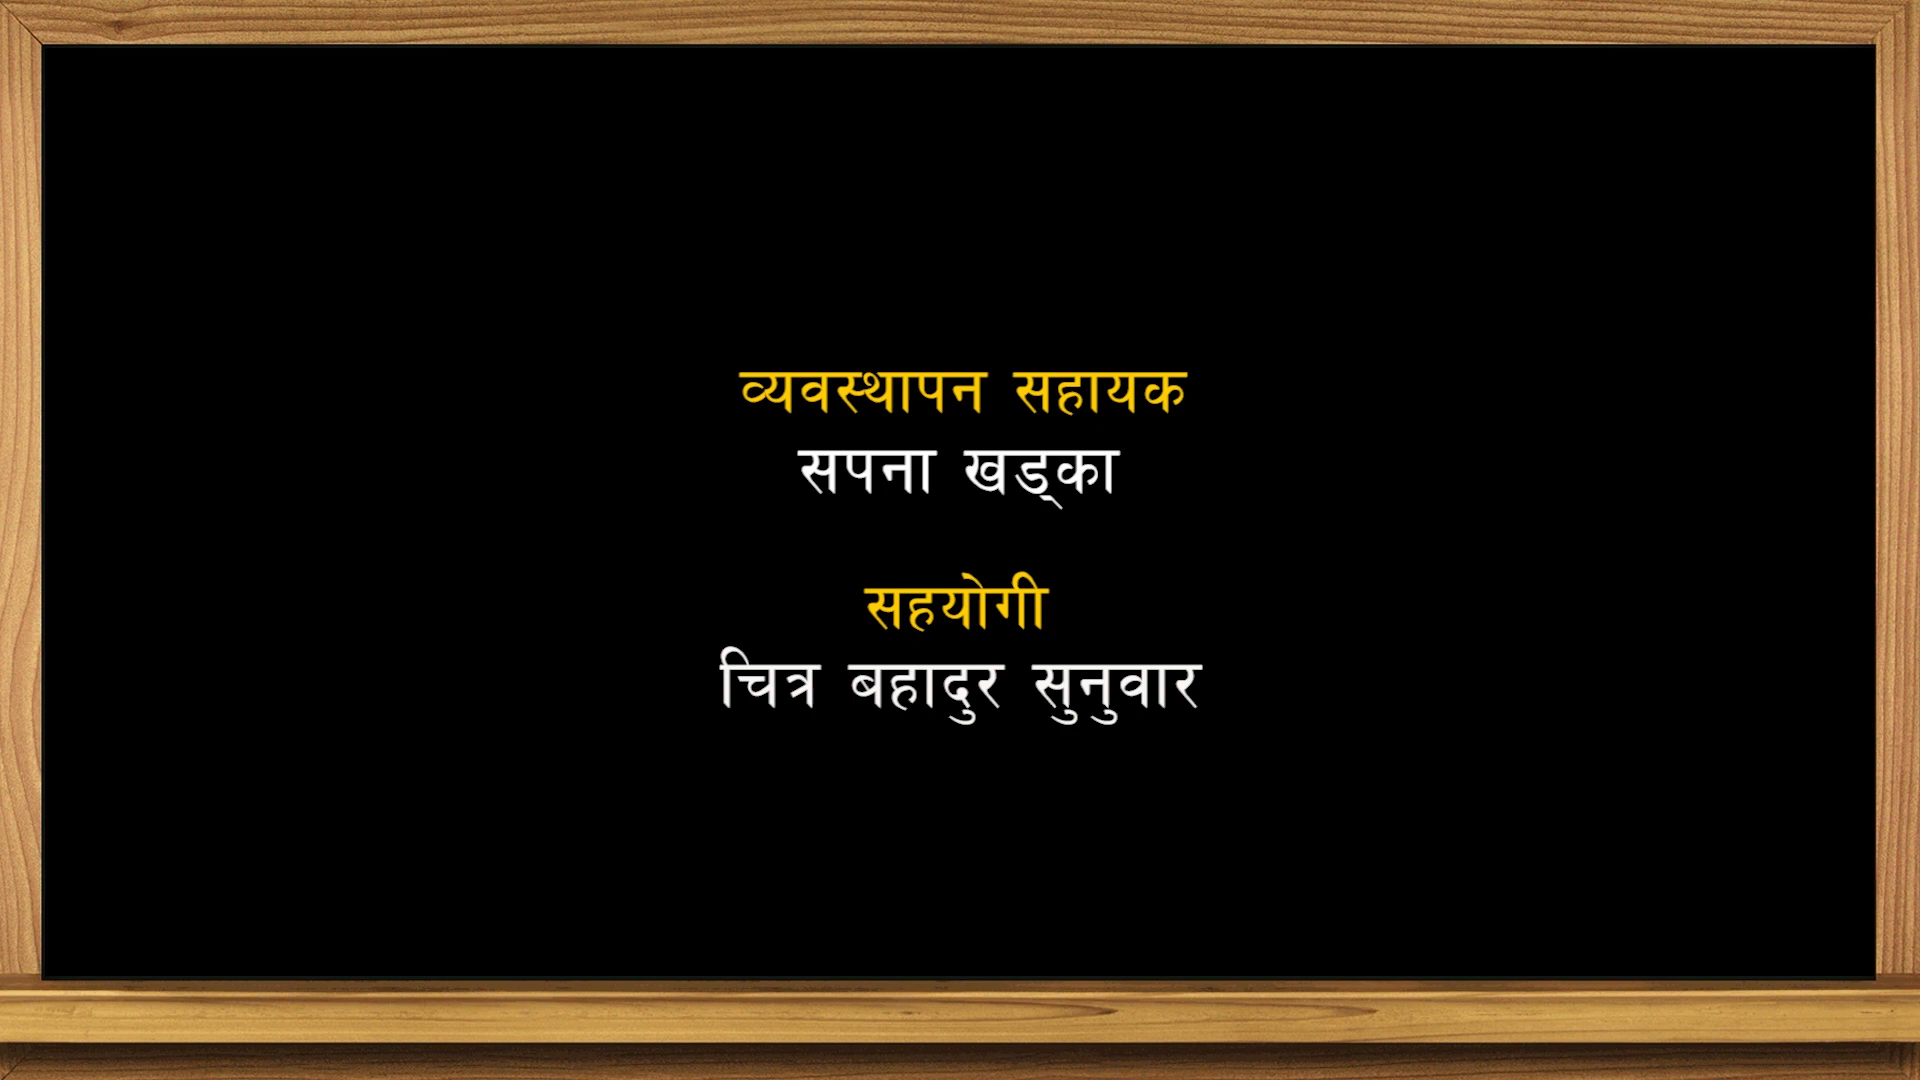 व्यवस्थापन सहायक
सपना खड्का
सहयोगी
चित्र बहादुर सुनुवार